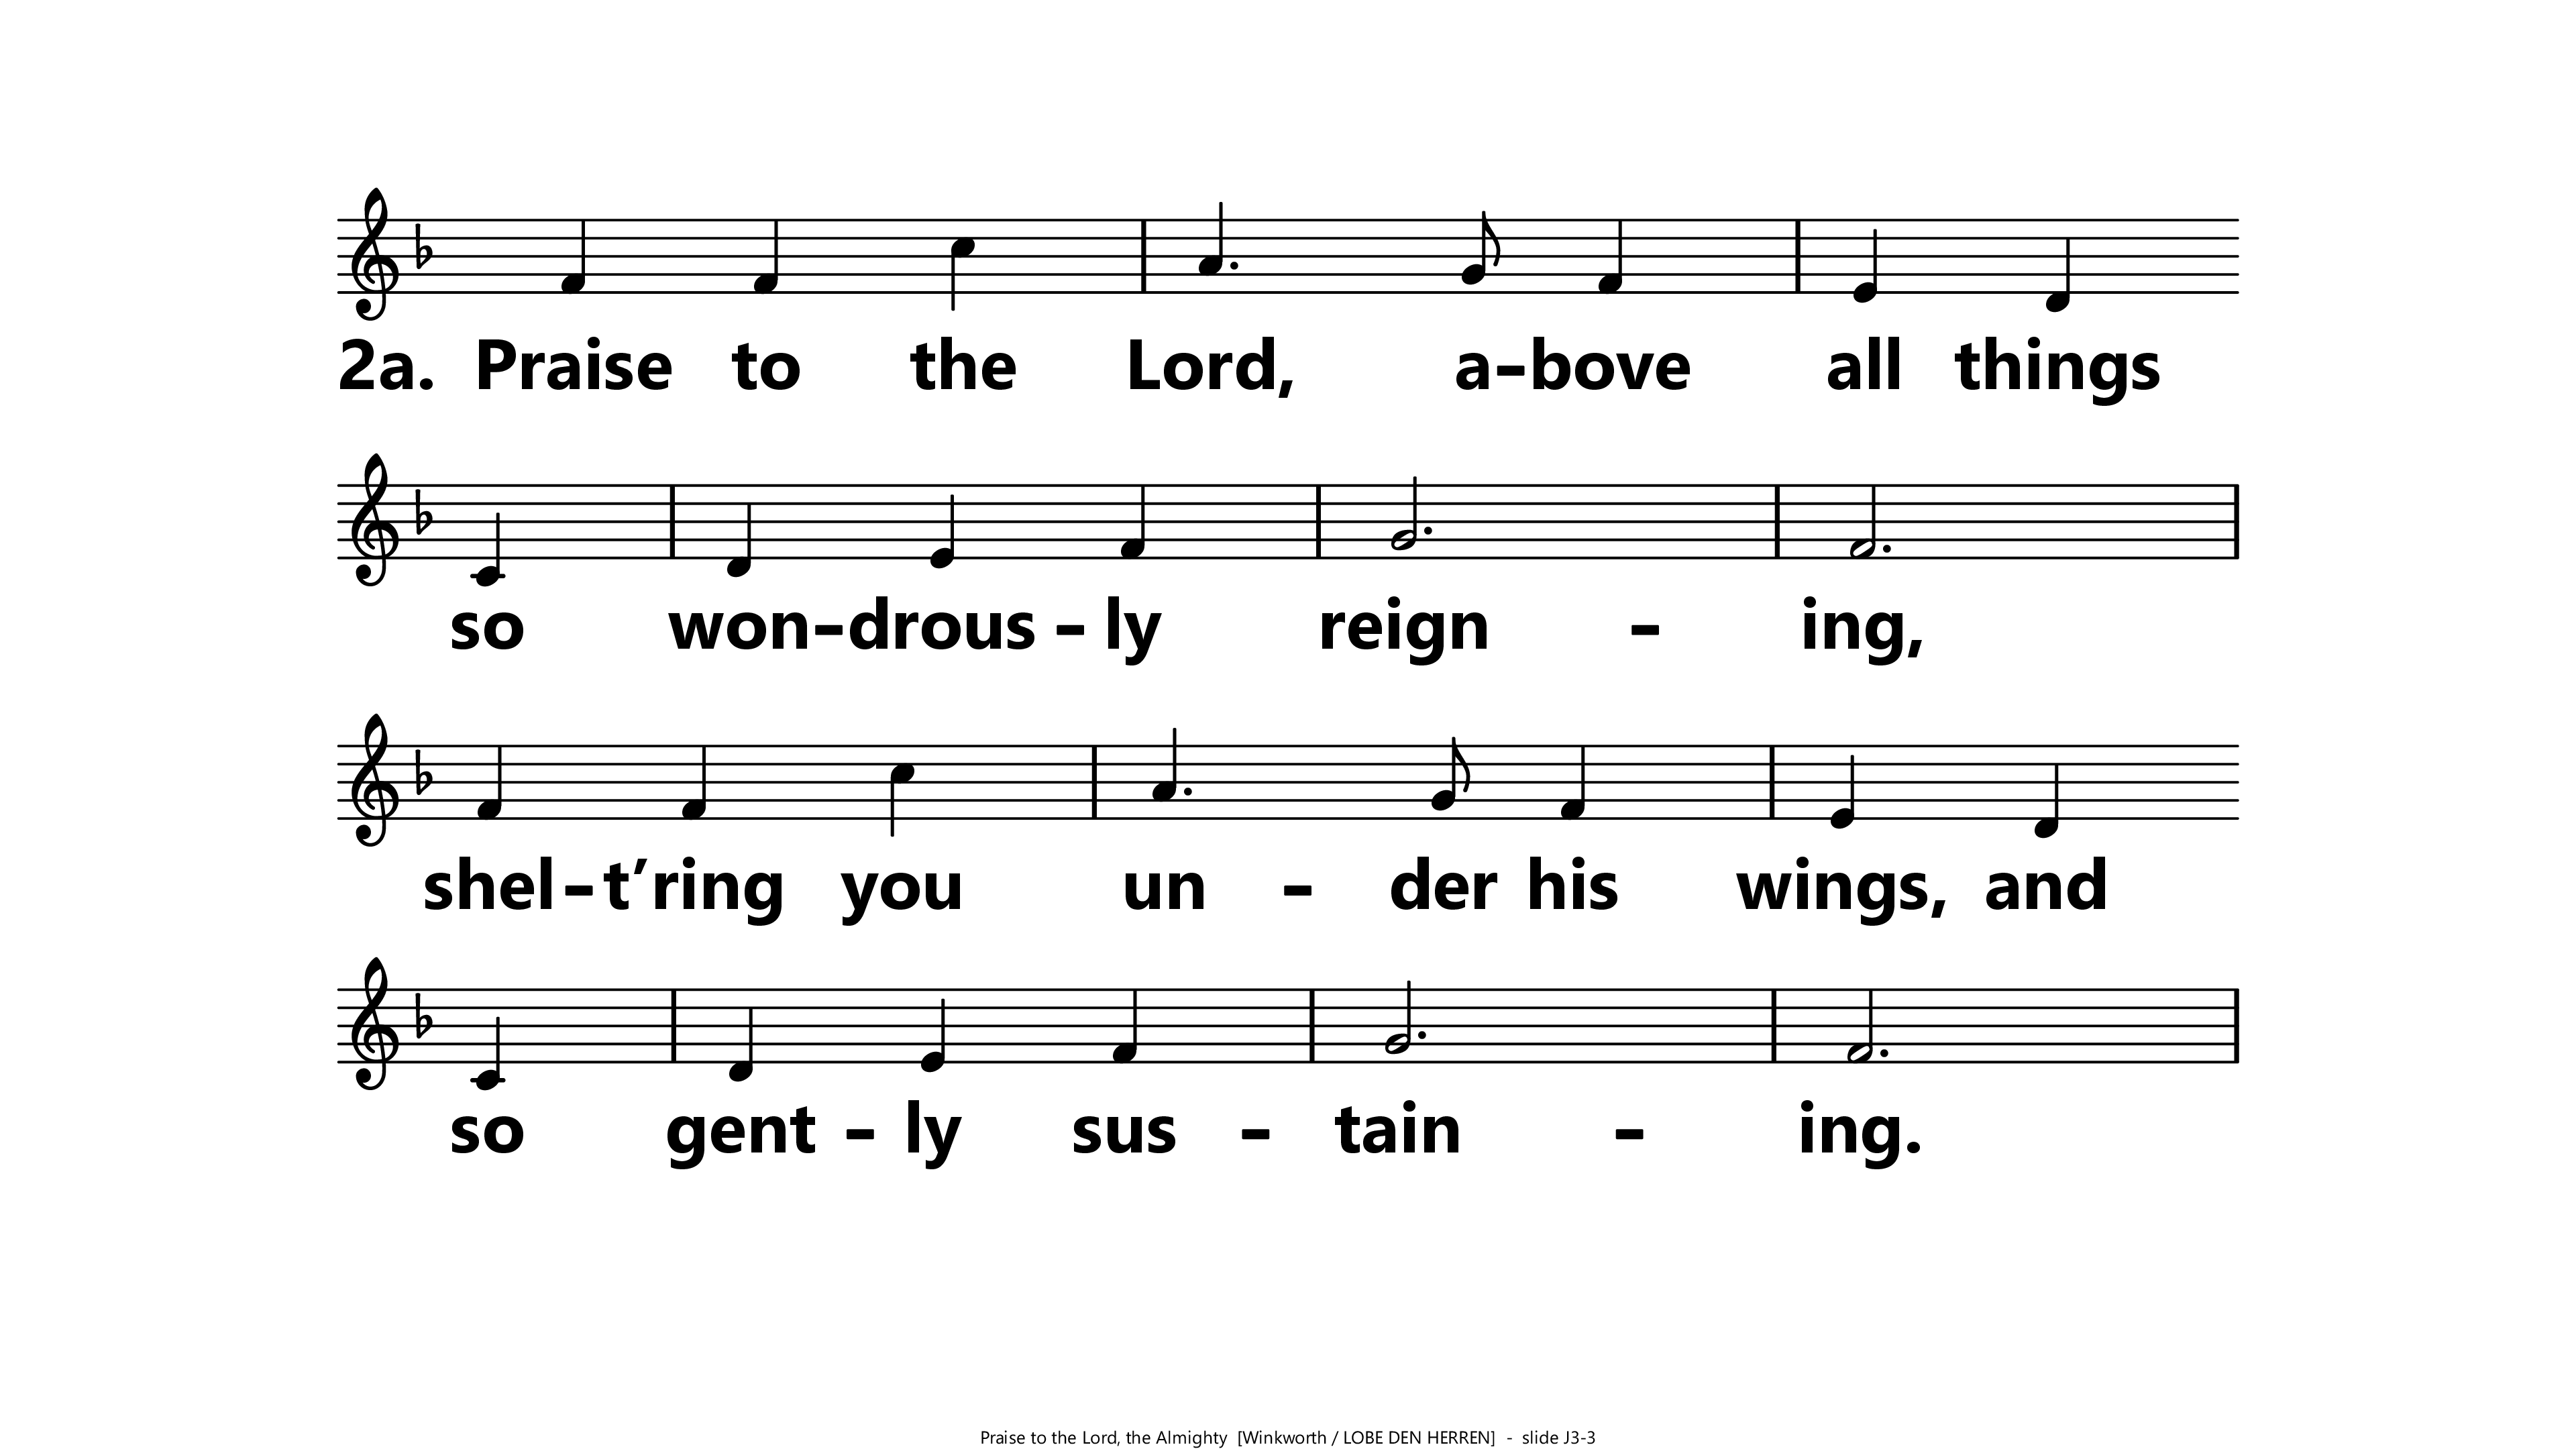 2a. Praise to the Lord, a-bove all things
so won-drous - ly reign - ing,
shel-t’ring you un - der his wings, and
so gent - ly sus - tain - ing.
Praise to the Lord, the Almighty [Winkworth / LOBE DEN HERREN] - slide J3-3